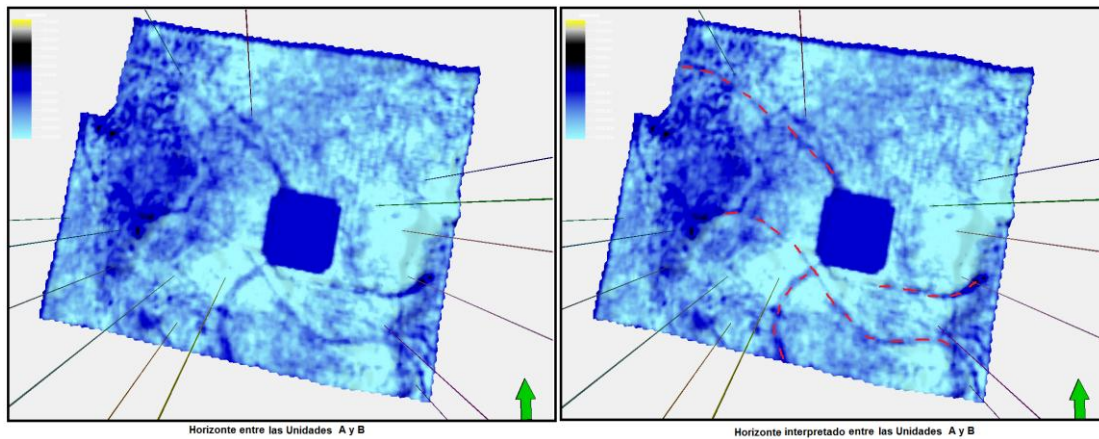 Horizonte entre las Unidades A y B
Horizonte interpretado entre las Unidades A y B